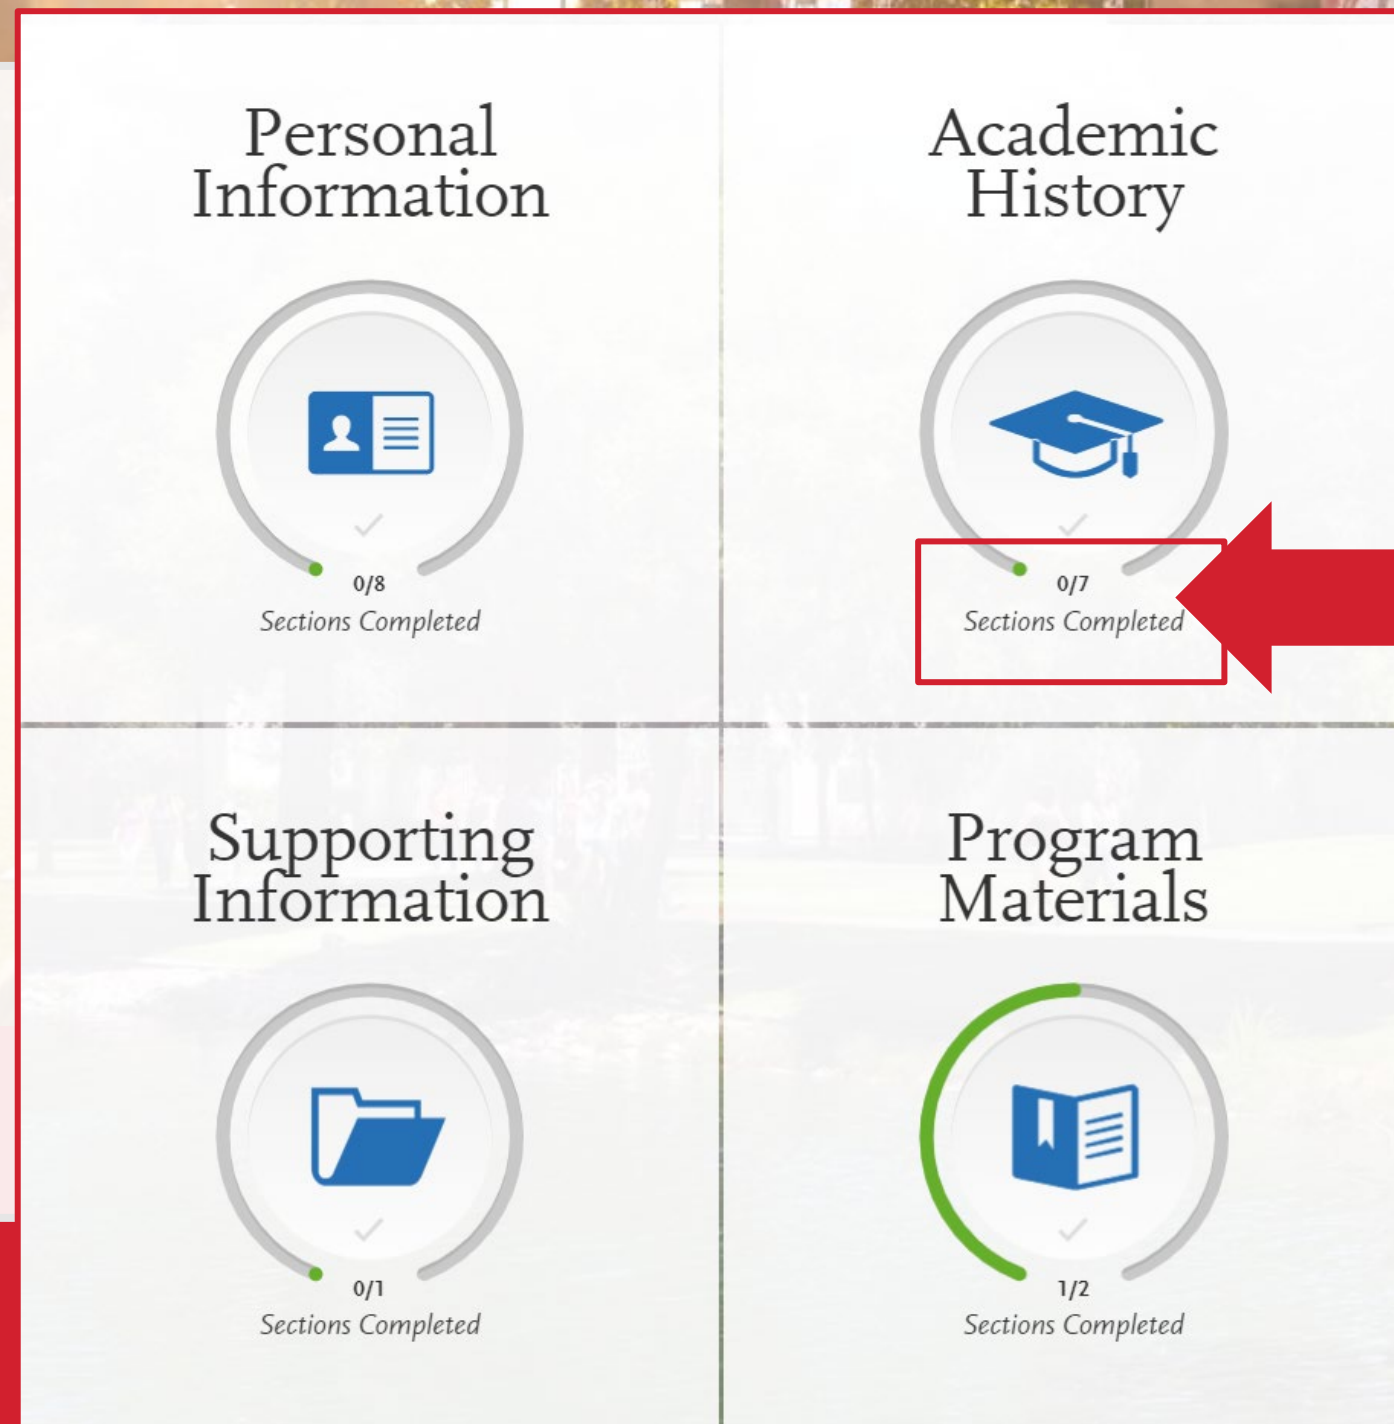 Personal
Information
0/8
Sections Completed
Academic
History
0/7
Sections Completed
Supporting
Information
0/1
Sections Completed
Program
Materials
1/2
Sections Completed